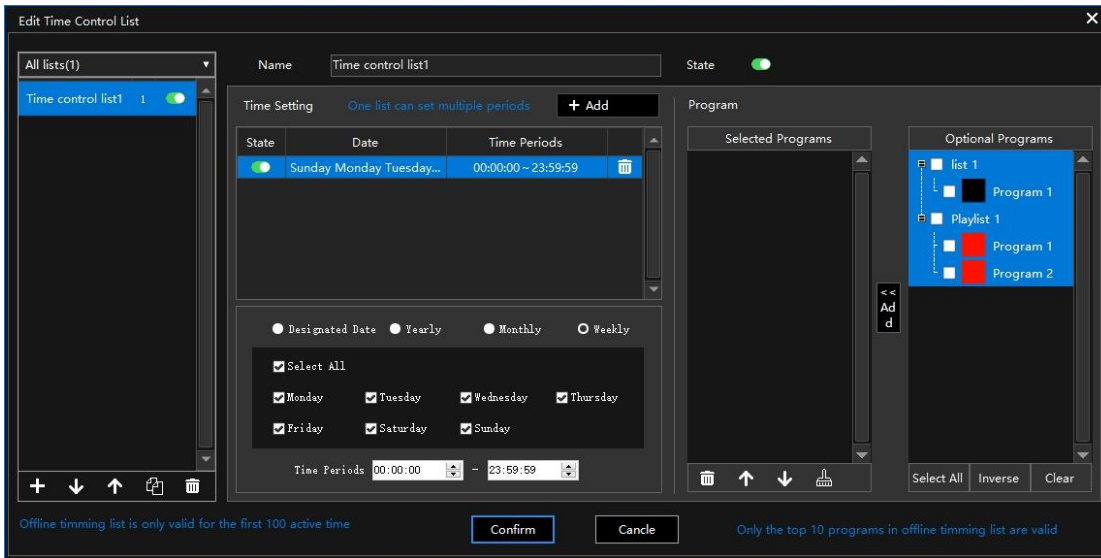 Edit Time Control List
All lists(1)
Name Time control list1 State
Time control list1 1
Time Setting One list can set multiple periods + Add Program
State Date Time Periods
Sunday Monday Tuesday... 00:00:00 ~ 23:59:59
Selected Programs
Optional Programs
list 1
Program 1
Playlist 1
Program 1
Program 2
<< Ad
d
Designated Date Yearly Monthly Weekly
Select All
Monday Tuesday Wednesday Thursday
Friday Saturday Sunday
Time Periods 00:00:00 - 23:59:59
Select All Inverse Clear
Offline timming list is only valid for the first 100 active time
Confirm Cancle
Only the top 10 programs in offline timming list are valid